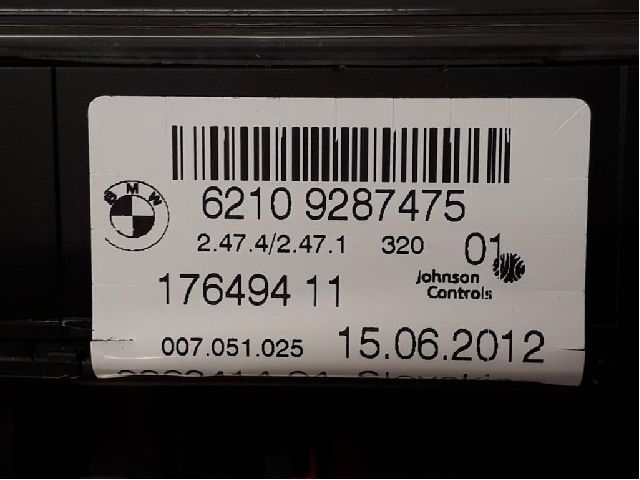 BMW
6210 9287475
2.47.4/2.47.1 320 01
Johnson
Controls
176494 11
007.051.025 15.06.2012
Slovakia